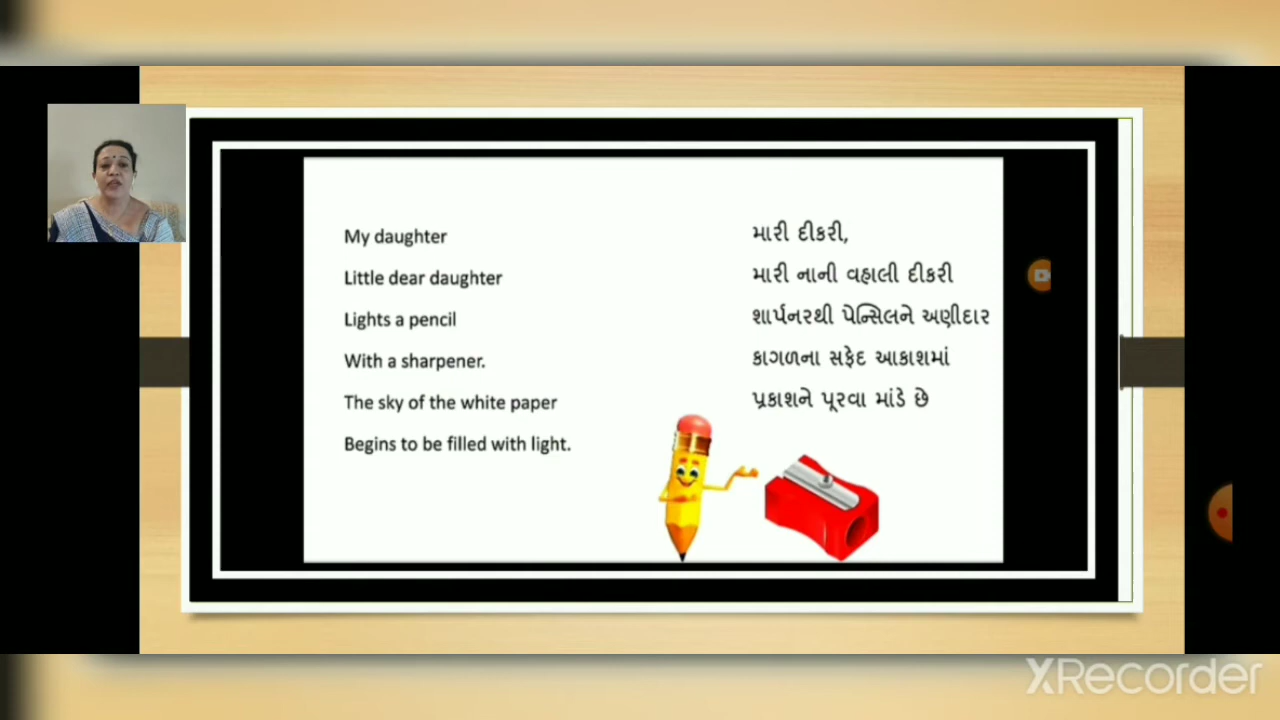 My daughter
Little dear daughter
Lights a pencil
With a sharpener.
The sky of the white paper
Begins to be filled with light.
મારી દીકરી,
મારી નાની વહાલી દીકરી
શાર્પનરથી પેન્સિલને અણીદાર
કાગળના સફેદ આકાશમાં
પ્રકાશને પૂરવા માંડે છે
XRecorder